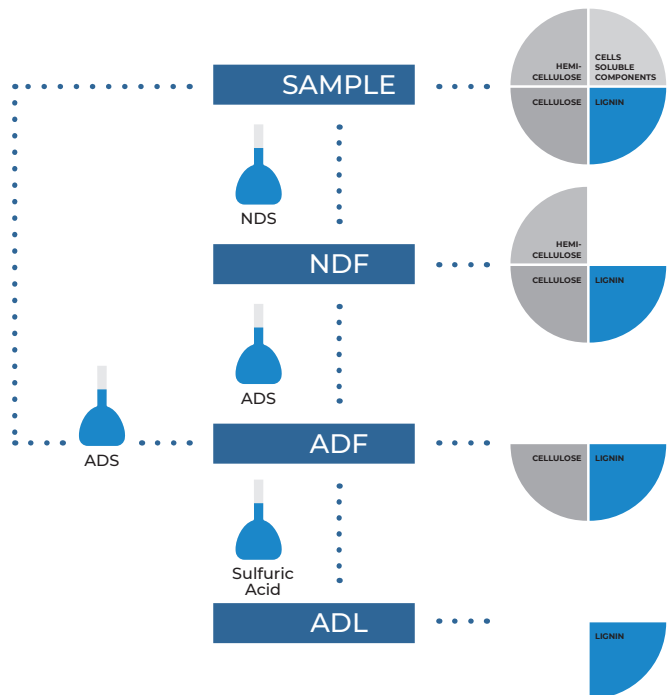 SAMPLE
HEMI-
CELLULOSE
CELLS
SOLUBLE
COMPONENTS
CELLULOSE
LIGNIN
NDS
NDF
HEMI-
CELLULOSE
CELLULOSE
LIGNIN
ADS
ADS
ADF
CELLULOSE
LIGNIN
Sulfuric
Acid
ADL
LIGNIN